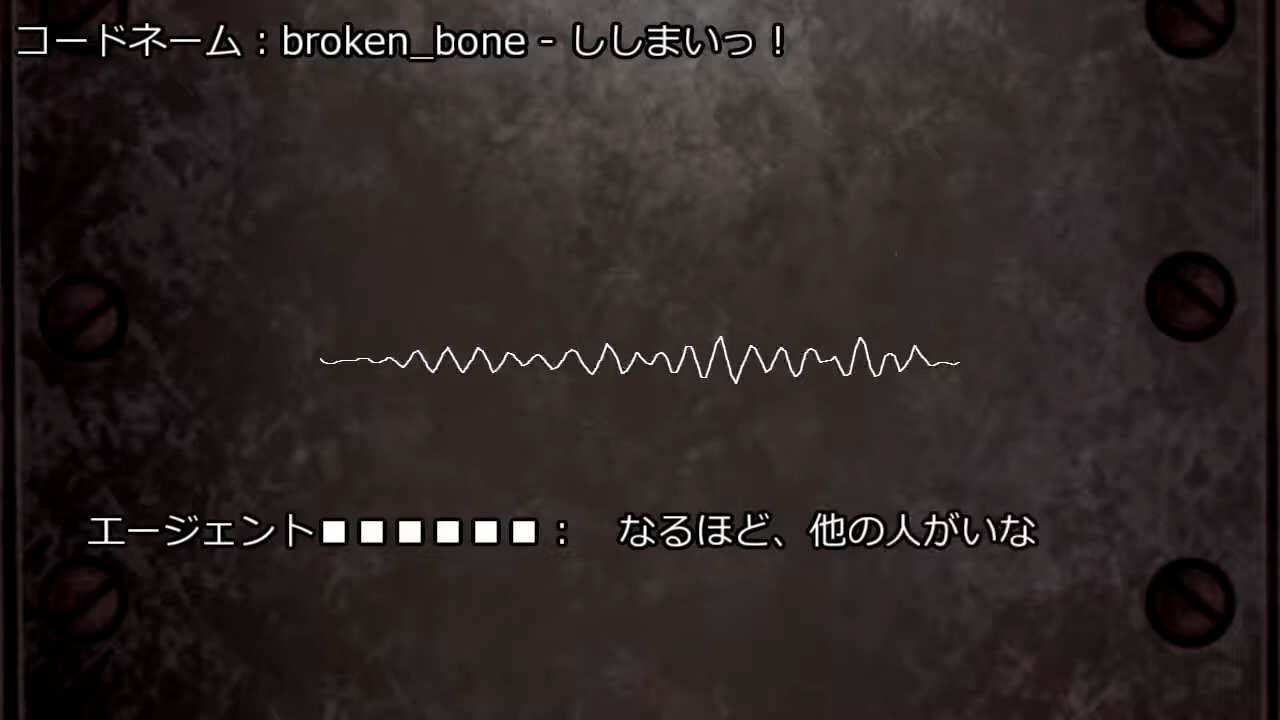 コードネーム：broken_bone - ししまいっ！
エージェント■■■■■■：　なるほど、他の人がいな